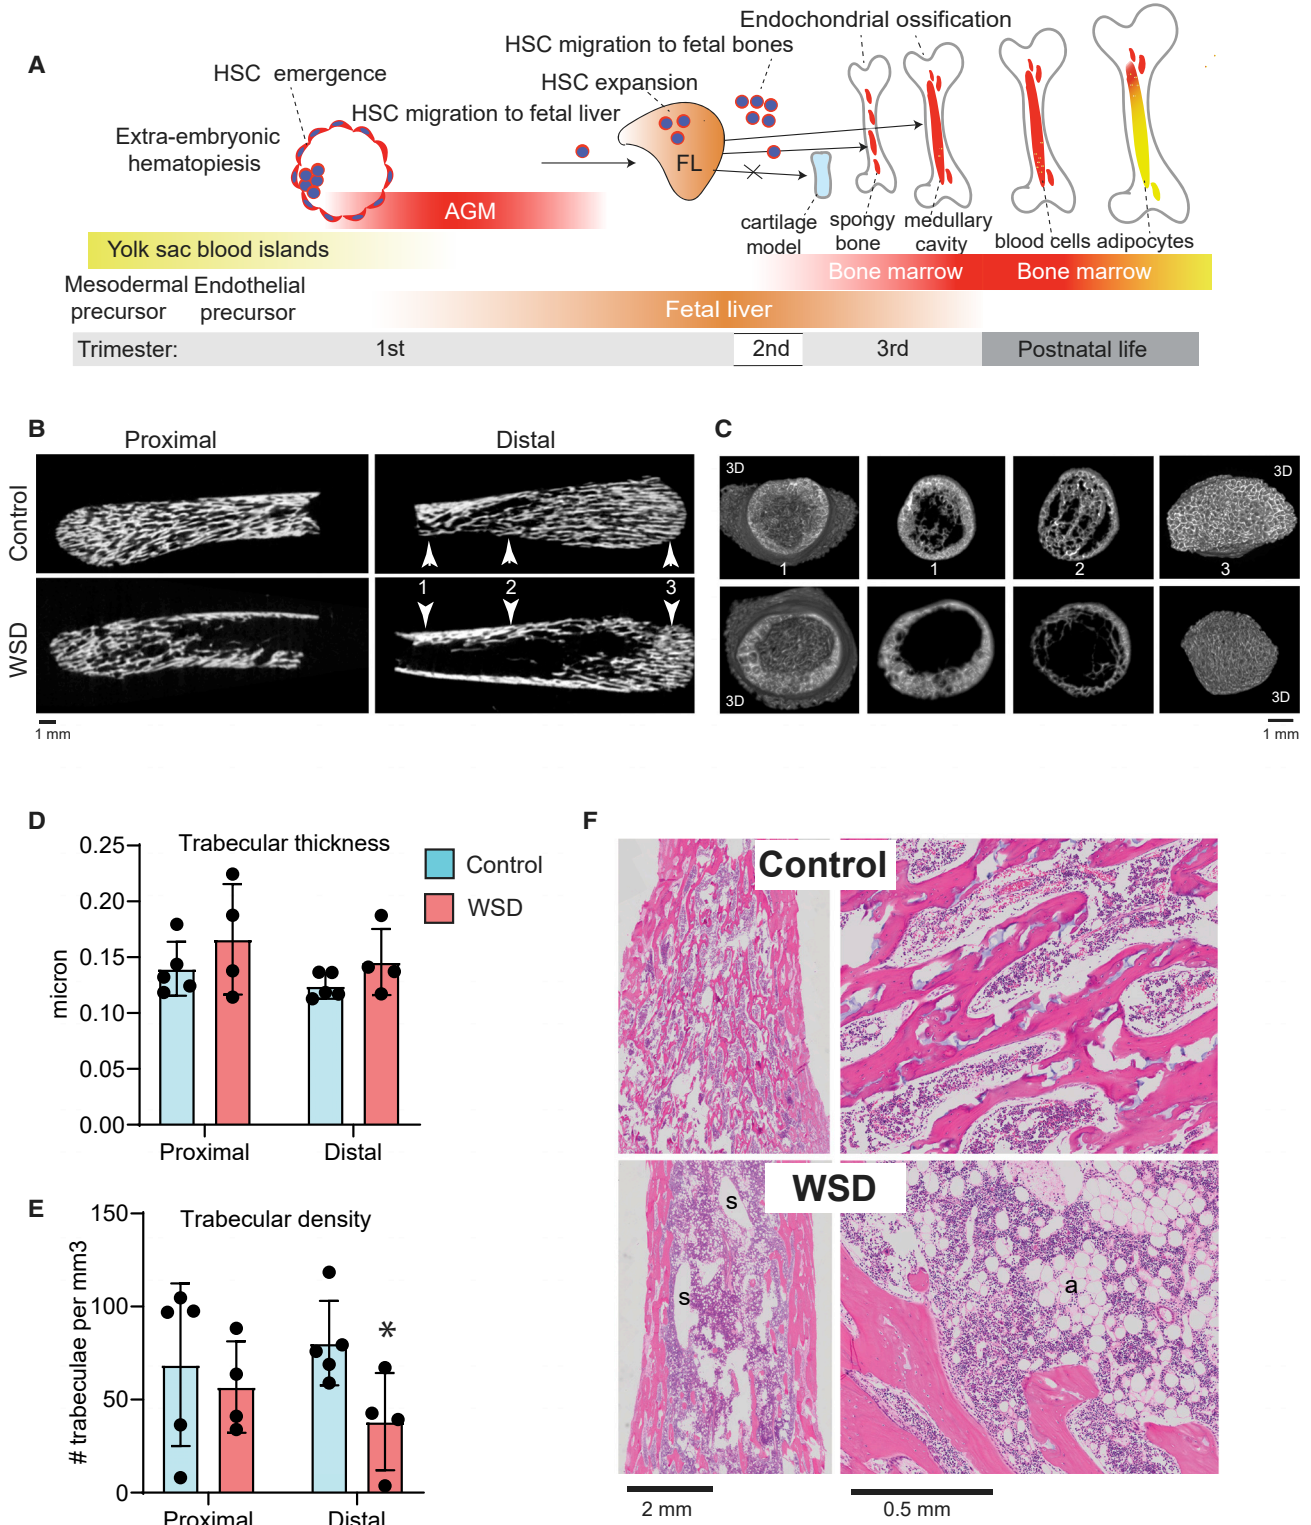 A
Endochondrial ossification
HSC migration to fetal bones
HSC emergence
HSC expansion
HSC migration to fetal liver
Extra-embryonic
hematopiesis
FL
AGM
cartilage
model
spongy
bone
medullary
cavity
blood cells
adipocytes
Yolk sac blood islands
Bone marrow
Bone marrow
Mesodermal
precursor
Endothelial
precursor
Fetal liver
Trimester:
1st
2nd
3rd
Postnatal life
B
Proximal
Distal
Control
WSD
1
2
3
1 mm
C
3D
1
1
2
3D
3
3D
3D
1 mm
D
Trabecular thickness
0.25
0.20
0.15
0.10
0.05
0.00
micron
Proximal
Distal
Control
WSD
E
Trabecular density
150
100
50
0
# trabeculae per mm3
*
Proximal
Distal
F
Control
WSD
s
s
a
2 mm
0.5 mm